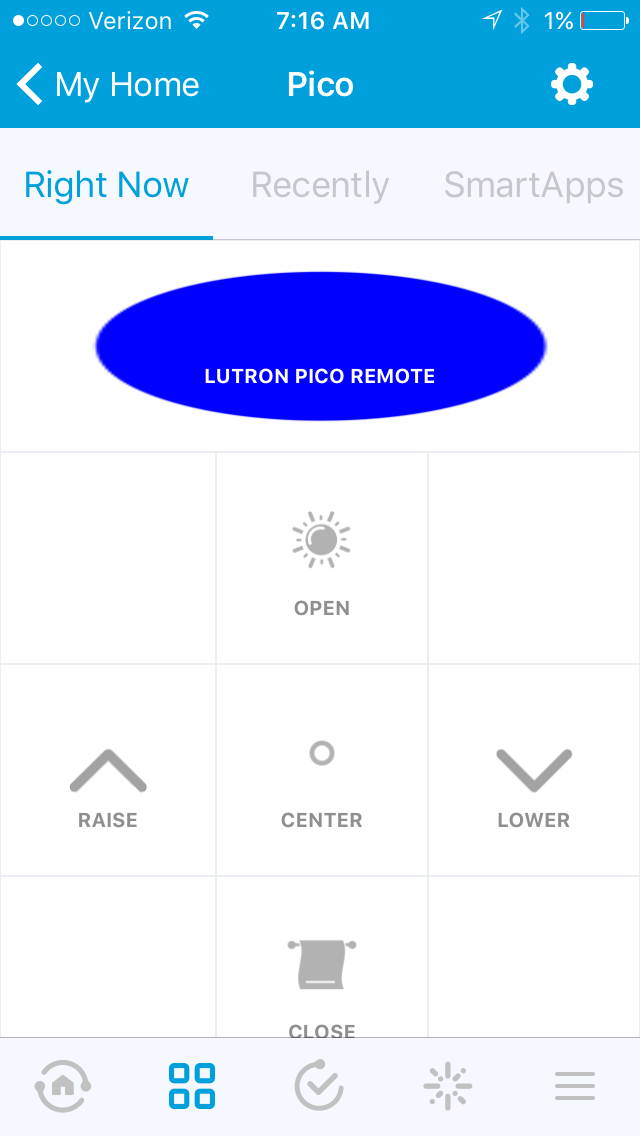 Verizon 7:16 AM 1%
My Home Pico
Right Now Recently SmartApps
LUTRON PICO REMOTE
OPEN
RAISE CENTER LOWER
CLOSE